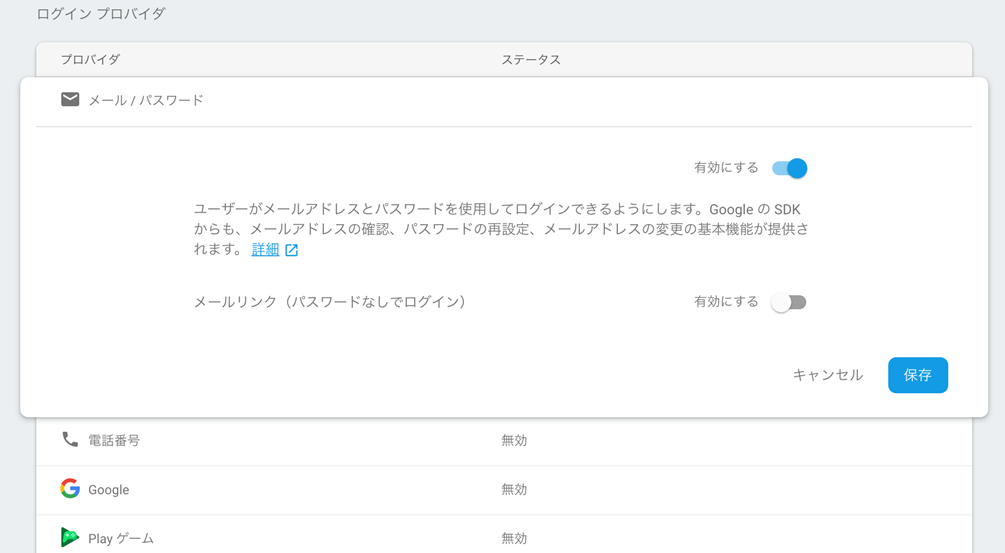 ログイン プロバイダ
プロバイダ ステータス
メール / パスワード
有効にする
ユーザーがメールアドレスとパスワードを使用してログインできるようにします。Google の SDK
からも、メールアドレスの確認、パスワードの再設定、メールアドレスの変更の基本機能が提供さ
れます。 詳細
メールリンク（パスワードなしでログイン） 有効にする
キャンセル 保存
電話番号 無効
Google 無効
Play ゲーム 無効